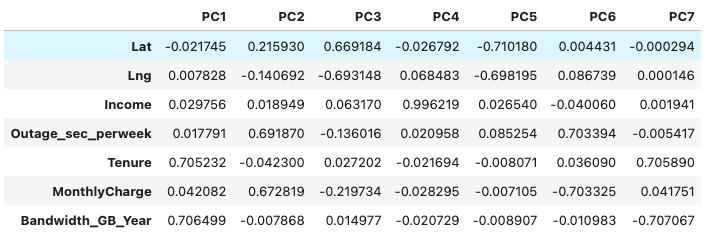 PC1 PC2 PC3 PC4 PC5 PC6 PC7
Lat -0.021745 0.215930 0.669184 -0.026792 -0.710180 0.004431 -0.000294
Lng 0.007828 -0.140692 -0.693148 0.068483 -0.698195 0.086739 0.000146
Income 0.029756 0.018949 0.063170 0.996219 0.026540 -0.040060 0.001941
Outage_sec_perweek 0.017791 0.691870 -0.136016 0.020958 0.085254 0.703394 -0.005417
Tenure 0.705232 -0.042300 0.027202 -0.021694 -0.008071 0.036090 0.705890
MonthlyCharge 0.042082 0.672819 -0.219734 -0.028295 -0.007105 -0.703325 0.041751
Bandwidth_GB_Year 0.706499 -0.007868 0.014977 -0.020729 -0.008907 -0.010983 -0.707067